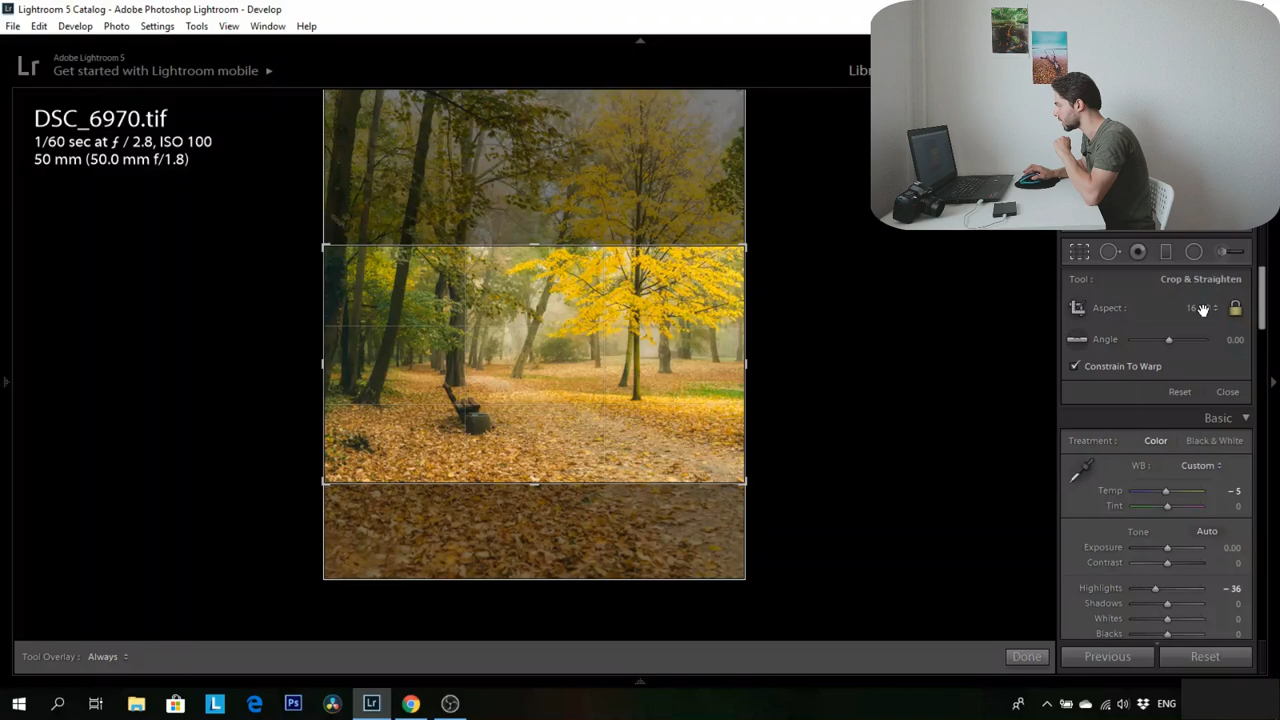 Lightroom 5 Catalog - Adobe Photoshop Lightroom - Develop
File Edit Develop Photo Settings Tools View Window Help
Lr
Adobe Lightroom 5
Get started with Lightroom mobile
DSC_6970.tif
1/60 sec at ƒ / 2.8, ISO 100
50 mm (50.0 mm f/1.8)
Tool : Crop & Straighten
Aspect : 16
Angle 0.00
Constrain To Warp
Reset Close
Basic
Treatment : Color Black & White
WB : Custom
Temp – 5
Tint 0
Tone Auto
Exposure 0.00
Contrast 0
Highlights – 36
Shadows 0
Whites 0
Blacks 0
Tool Overlay : Always
Done
Previous Reset
L Ps Lr
ENG